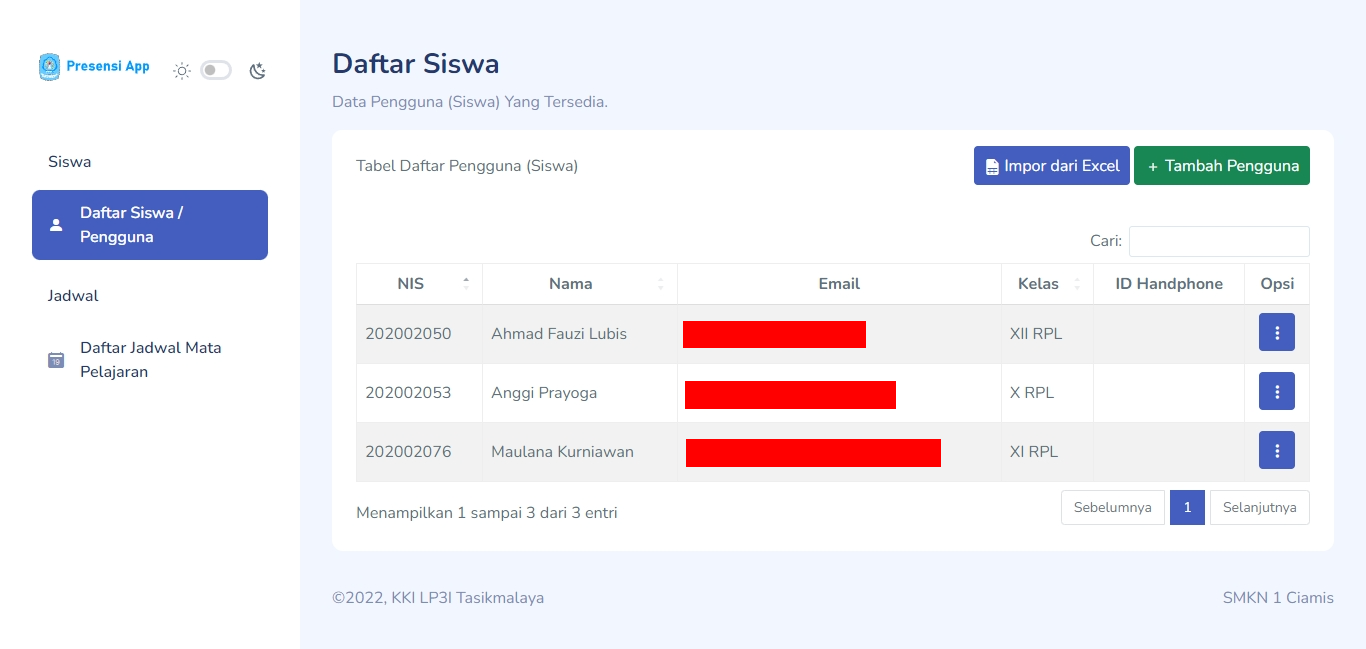 Presensi App
Siswa
Daftar Siswa /
Pengguna
Jadwal
19
Daftar Jadwal Mata
Pelajaran
Daftar Siswa
Data Pengguna (Siswa) Yang Tersedia.
Tabel Daftar Pengguna (Siswa)
Impor dari Excel
+ Tambah Pengguna
Cari:
NIS Nama Email Kelas ID Handphone Opsi
202002050 Ahmad Fauzi Lubis XII RPL
202002053 Anggi Prayoga X RPL
202002076 Maulana Kurniawan XI RPL
Menampilkan 1 sampai 3 dari 3 entri
Sebelumnya 1 Selanjutnya
©2022, KKI LP3I Tasikmalaya
SMKN 1 Ciamis